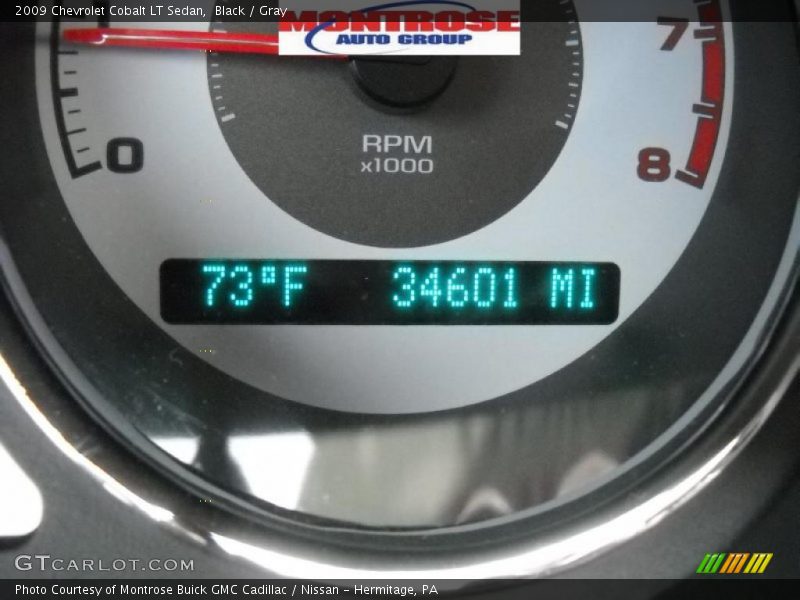 2009 Chevrolet Cobalt LT Sedan, Black / Gray
MONTROSE
AUTO GROUP
7
RPM
x1000
0
8
73°F 34601 MI
GTCARLOT.COM
Photo Courtesy of Montrose Buick GMC Cadillac / Nissan - Hermitage, PA